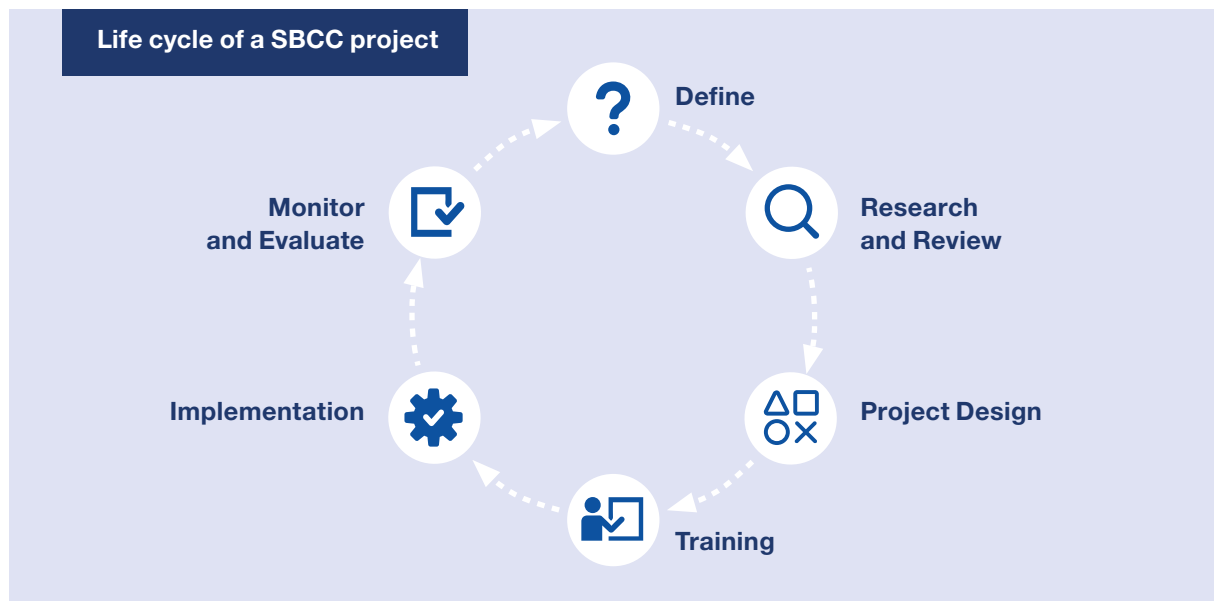 Life cycle of a SBCC project
Define
Research
and Review
Project Design
Training
Implementation
Monitor
and Evaluate